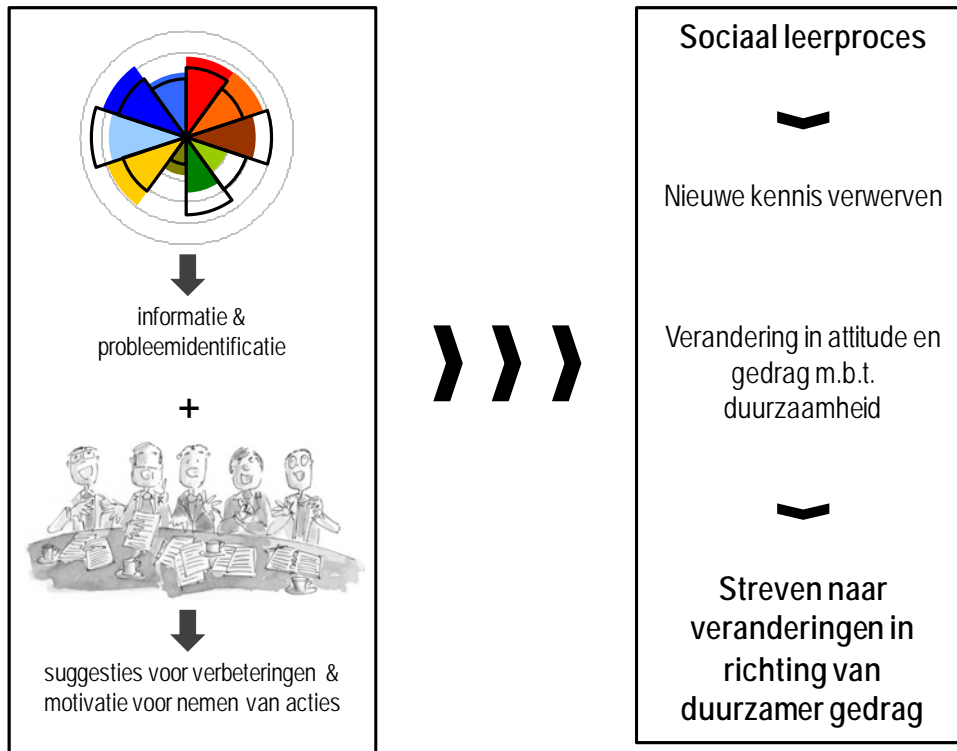 informatie &
probleemidentificatie
+
suggesties voor verbeteringen &
motivatie voor nemen van acties
Sociaal leerproces
Nieuwe kennis verwerven
Verandering in attitude en
gedrag m.b.t.
duurzaamheid
Streven naar
veranderingen in
richting van
duurzamer gedrag